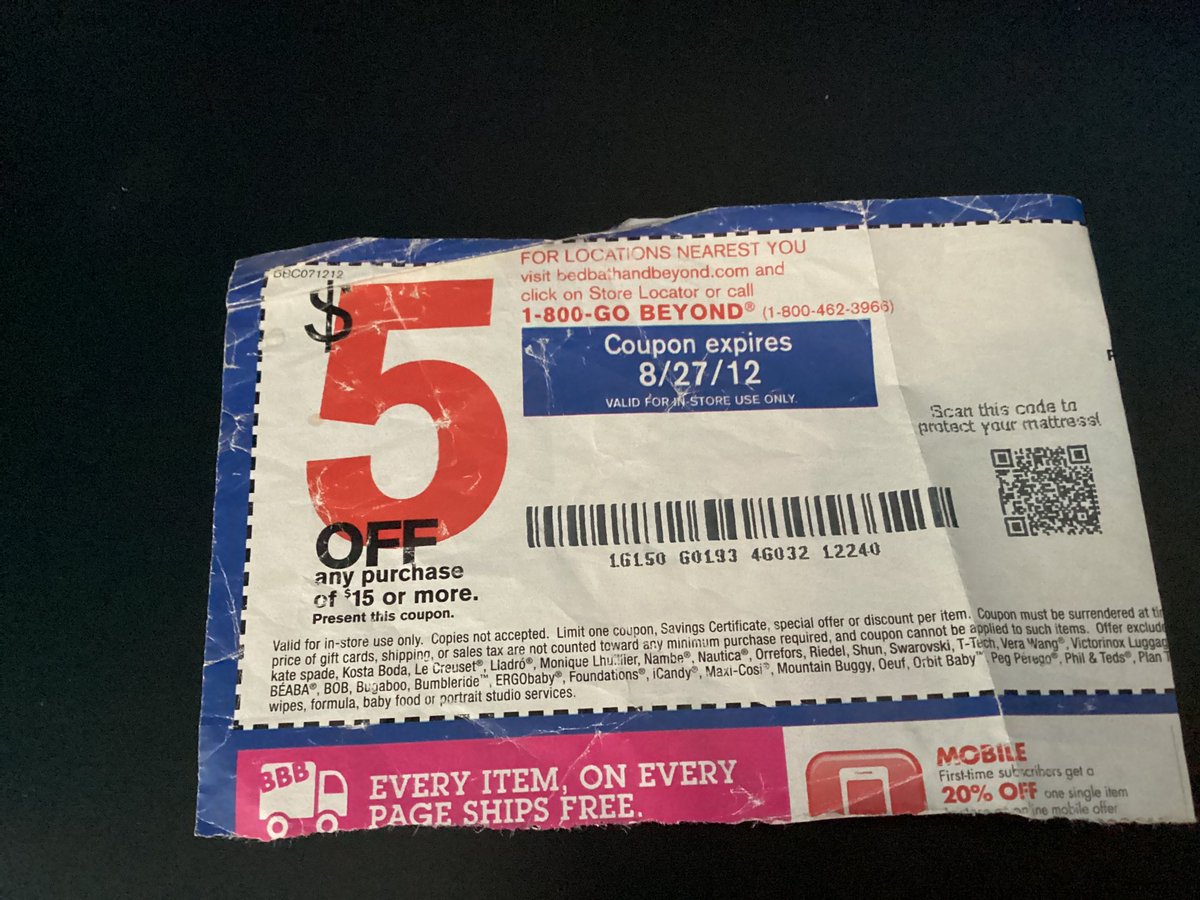 BBC071212
$5
OFF
any purchase
of $15 or more.
Present this coupon.
FOR LOCATIONS NEAREST YOU
visit bedbathandbeyond.com and
click on Store Locator or call
1-800-GO BEYOND® (1-800-462-3966)
Coupon expires
8/27/12
VALID FOR IN-STORE USE ONLY.
Scan this code to
protect your mattress!
16150 60193 46032 12240
Valid for in-store use only. Copies not accepted. Limit one coupon, Savings Certificate, special offer or discount per item. Coupon must be surrendered at
price of gift cards, shipping, or sales tax are not counted toward any minimum purchase required, and coupon cannot be applied to such items. Offer
kate spade, Kosta Boda, Le Creuset®, Lladró®, Monique Lhuillier, Nambe®, Nautica®, Orrefors, Riedel, Shun, Swarovski, T-Tech, Vera Wang®, Victorinox
BÉABA®, BOB, Bugaboo, Bumbleride™, ERGObaby®, Foundations®, iCandy®, Maxi-Cosi®, Mountain Buggy, Oeuf, Orbit Baby™, Peg Pérego®, Phil & Teds®, Plan
wipes, formula, baby food or portrait studio services.
BBB
EVERY ITEM, ON EVERY
PAGE SHIPS FREE.
MOBILE
First-time subscribers get a
20% OFF one single item
online mobile offer